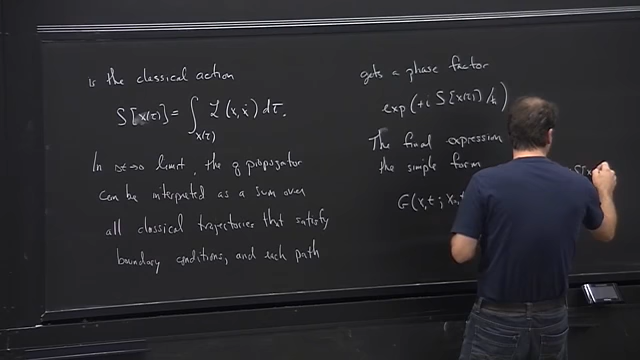 is the classical action
S[x(τ)] = ∫x(τ) L(x, ẋ) dτ.
In α→0 limit, the q propagator
can be interpreted as a sum over
all classical trajectories that satisfy
boundary conditions, and each path
gets a phase factor
exp(+i S[x(τ)]/ħ)
The final expression
the simple form
G(x,t; x₀,
S[x